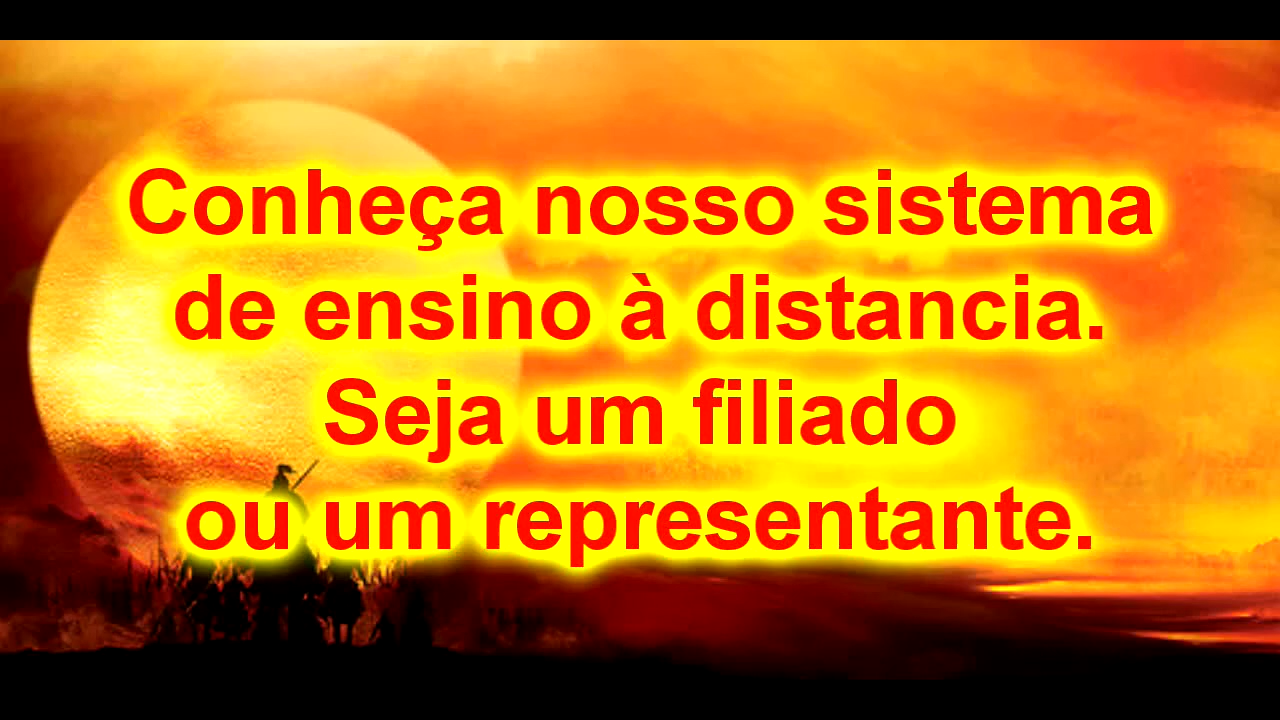 Conheça nosso sistema
de ensino à distancia.
Seja um filiado
ou um representante.